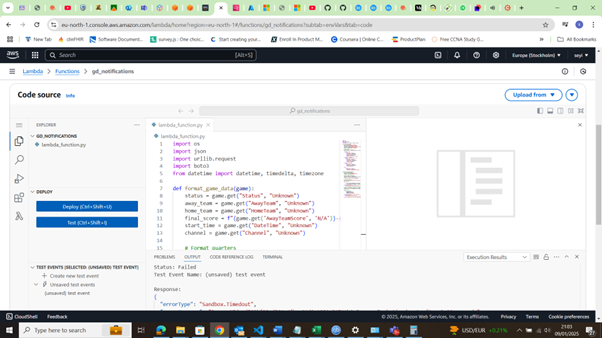 New Tab
chefHIR
Software Document...
survey.js : One choic...
Start creating your...
Enroll In Product M...
Coursera | Online C...
ProductPlan
Free CCNA Study G...
All Bookmarks
eu-north-1.console.aws.amazon.com/lambda/home?region=eu-north-1#/functions/gd_notifications?subtab=envVars&tab=code
aws
Search
[Alt+S]
Europe (Stockholm)
seyi
Lambda
Functions
gd_notifications
Code source
Info
Upload from
gd_notifications
EXPLORER
GD_NOTIFICATIONS
lambda_function.py
DEPLOY
Deploy (Ctrl+Shift+U)
Test (Ctrl+Shift+I)
TEST EVENTS [SELECTED: (UNSAVED) TEST EVENT]
Create new test event
Unsaved test events
(unsaved) test event
lambda_function.py
lambda_function.py
1 import os
2 import json
3 import urllib.request
4 import boto3
5 from datetime import datetime, timedelta, timezone
6
7 def format_game_data(game):
8 status = game.get("Status", "Unknown")
9 away_team = game.get("AwayTeam", "Unknown")
10 home_team = game.get("HomeTeam", "Unknown")
11 final_score = f"{game.get('AwayTeamScore', 'N/A')}-
12 start_time = game.get("DateTime", "Unknown")
13 channel = game.get("Channel", "Unknown")
14
15 # Format quarters
PROBLEMS
OUTPUT
CODE REFERENCE LOG
TERMINAL
Execution Results
Status: Failed
Test Event Name: (unsaved) test event
Response:
{
"errorType": "Sandbox.Timedout",
CloudShell
Feedback
© 2025, Amazon Web Services, Inc. or its affiliates.
Privacy
Terms
Cookie preferences
Type here to search
USD/EUR +0.21%
21:03
09/01/2025